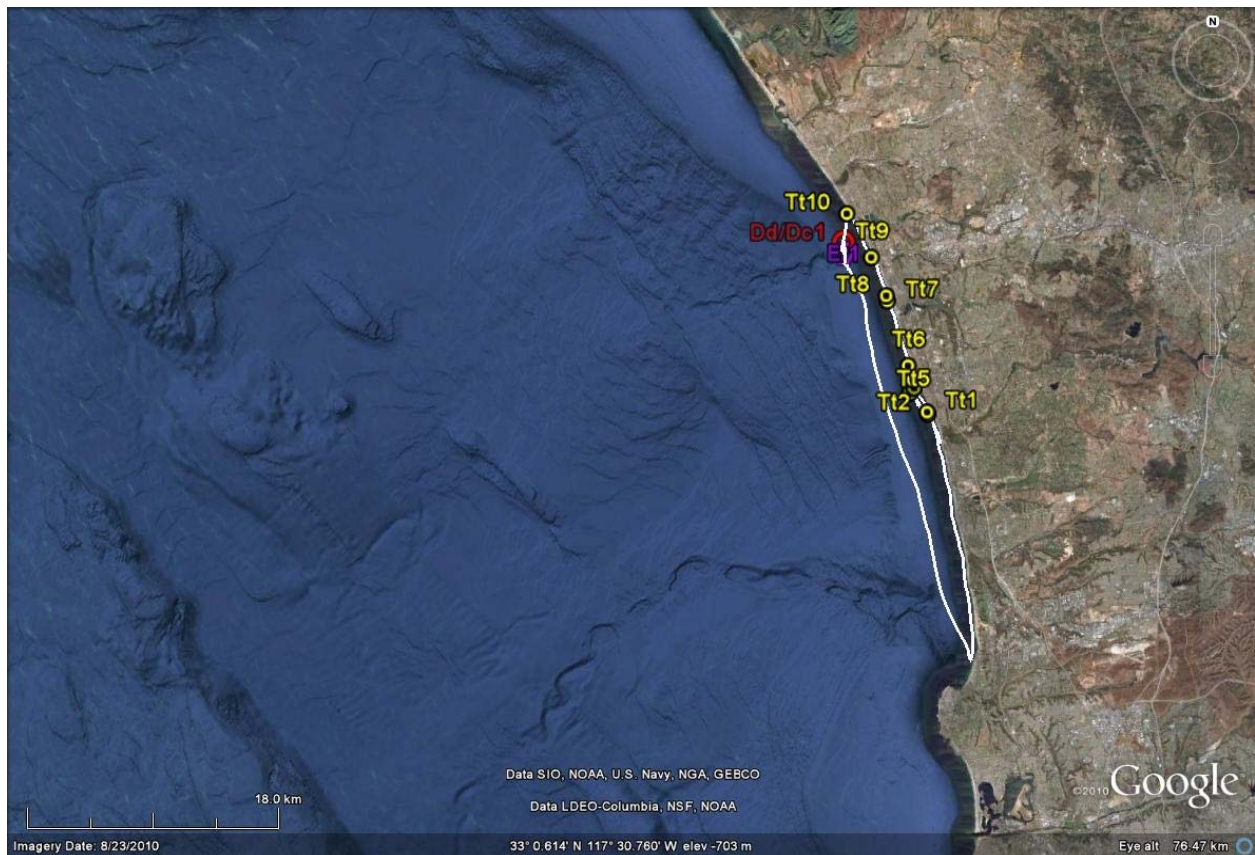 N
Tt10
Dd/Dc1
Tt9
Tt8
Tt7
Tt6
Tt5
Tt2
Tt1
Data SIO, NOAA, U.S. Navy, NGA, GEBCO
18.0 km
Data LDEO-Columbia, NSF, NOAA
©2010 Google
Imagery Date: 8/23/2010
33° 0.614' N 117° 30.760' W elev -703 m
Eye alt 76.47 km